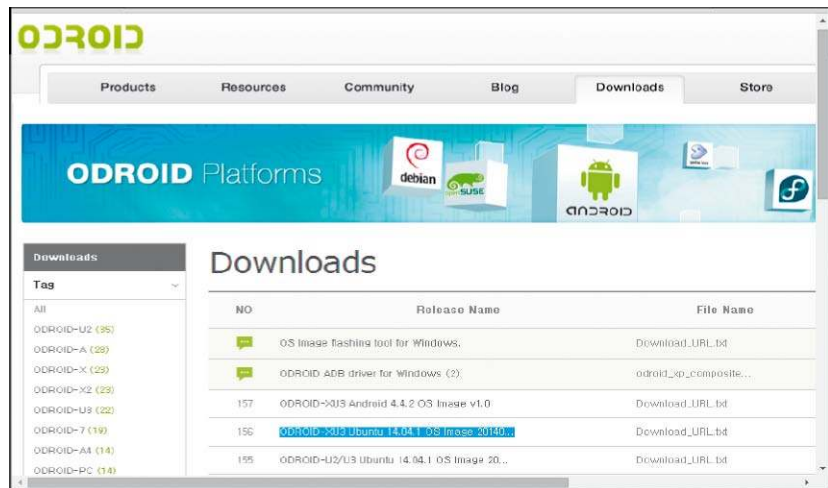 ODROID
Products Resources Community Blog Downloads Store
ODROID Platforms
debian
openSUSE
ANDROID
Downloads
Tag
All
ODROID-U2 (35)
ODROID-A (28)
ODROID-X (23)
ODROID-X2 (23)
ODROID-U3 (22)
ODROID-7 (19)
ODROID-A4 (14)
ODROID-PC (14)
Downloads
NO Release Name File Name
OS Image flashing tool for Windows. Download_URL.txt
ODROID ADB driver for Windows (2); odroid_xp_composite...
157 ODROID-XU3 Android 4.4.2 OS Image v1.0 Download_URL.txt
156 ODROID-XU3 Ubuntu 14.04.1 OS Image 20140... Download_URL.txt
155 ODROID-U2/U3 Ubuntu 14.04.1 OS Image 20... Download_URL.txt